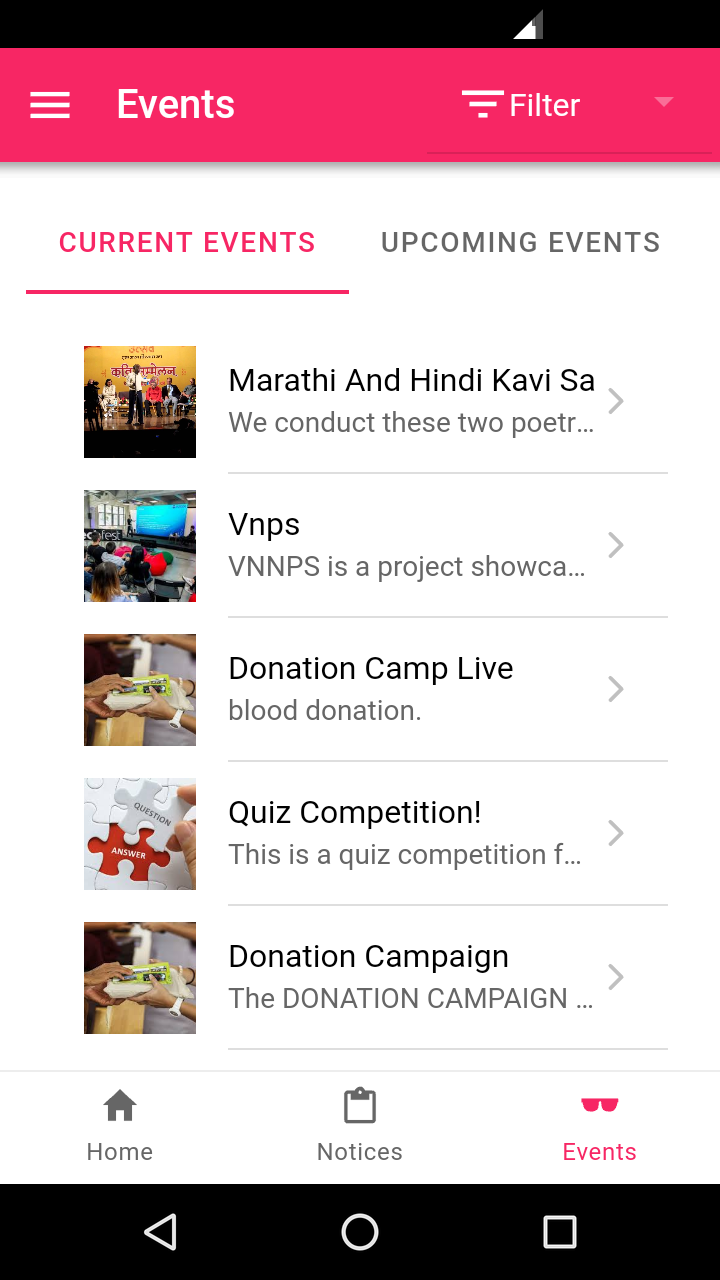 Events
Filter
CURRENT EVENTS
UPCOMING EVENTS
उत्सव
Marathi And Hindi Kavi Sa
We conduct these two poetr...
Vnps
VNNPS is a project showca...
Donation Camp Live
blood donation.
QUESTION
ANSWER
Quiz Competition!
This is a quiz competition f...
Donation Campaign
The DONATION CAMPAIGN ...
Home
Notices
Events